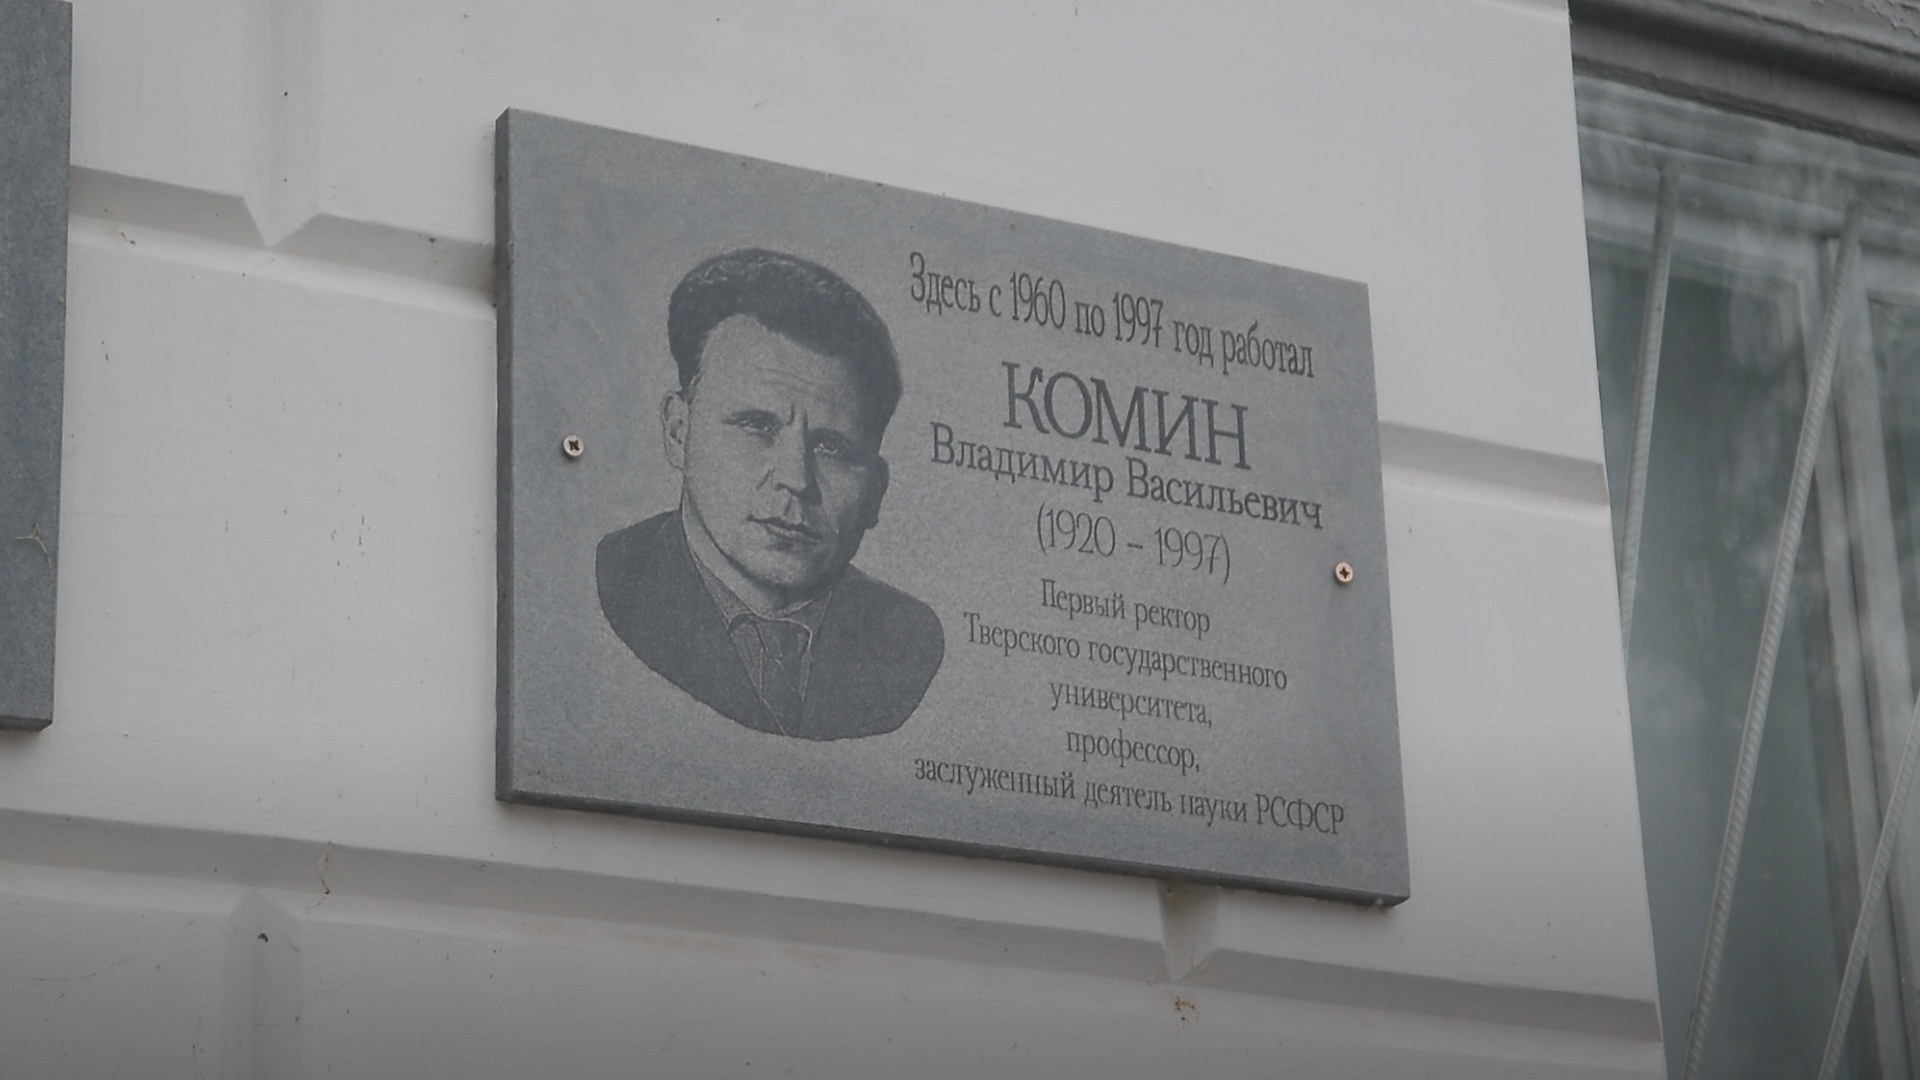 Здесь с 1960 по 1997 год работал
КОМИН
Владимир Васильевич
(1920 – 1997)
Первый ректор
Тверского государственного
университета,
профессор,
заслуженный деятель науки РСФСР